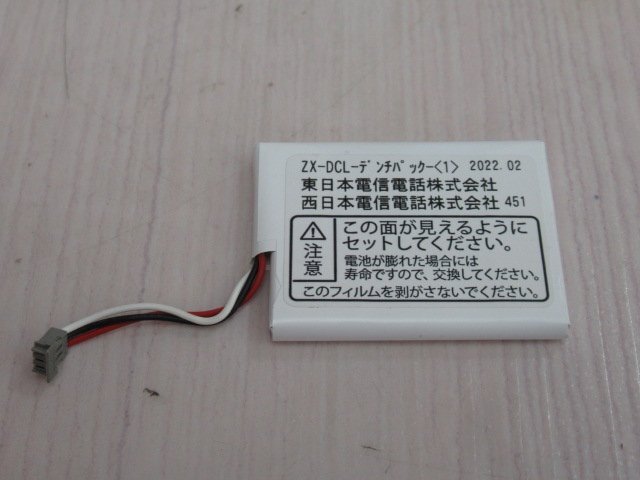 ZX-DCL-ﾃﾞﾝﾁﾊﾟｯｸｰ<1> 2022.02
東日本電信電話株式会社
西日本電信電話株式会社 451
注意
この面が見えるように
セットしてください。
電池が膨れた場合には
寿命ですので、交換してください。
このフィルムを剥がさないでください